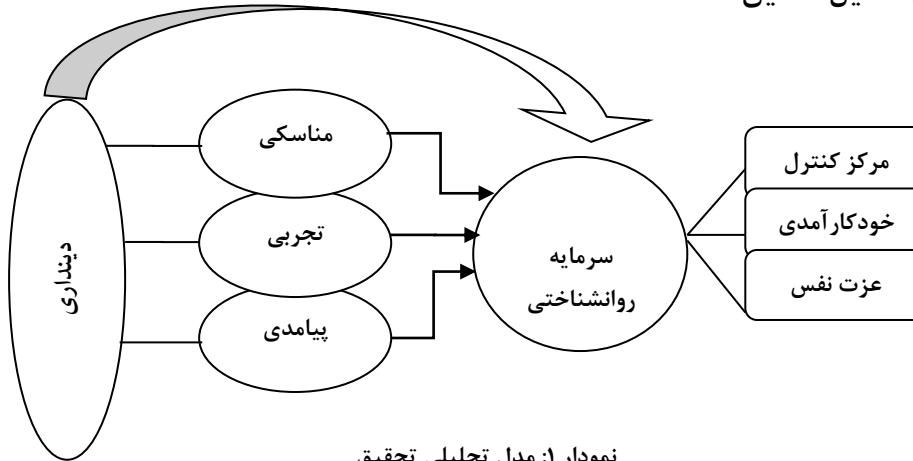 مناسکی
تجربی
پیامدی
دینداری
سرمایه
روانشناختی
مرکز کنترل
خودکارآمدی
عزت نفس
نمودار ۱: مدل تحلیلی تحقیق